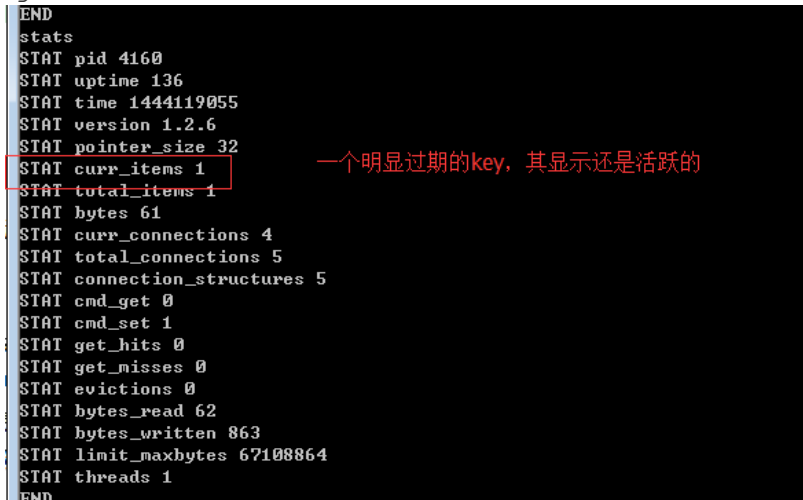 END
stats
STAT pid 4160
STAT uptime 136
STAT time 1444119055
STAT version 1.2.6
STAT pointer_size 32
STAT curr_items 1
一个明显过期的key，其显示还是活跃的
STAT total_items 1
STAT bytes 61
STAT curr_connections 4
STAT total_connections 5
STAT connection_structures 5
STAT cmd_get 0
STAT cmd_set 1
STAT get_hits 0
STAT get_misses 0
STAT evictions 0
STAT bytes_read 62
STAT bytes_written 863
STAT limit_maxbytes 67108864
STAT threads 1
END